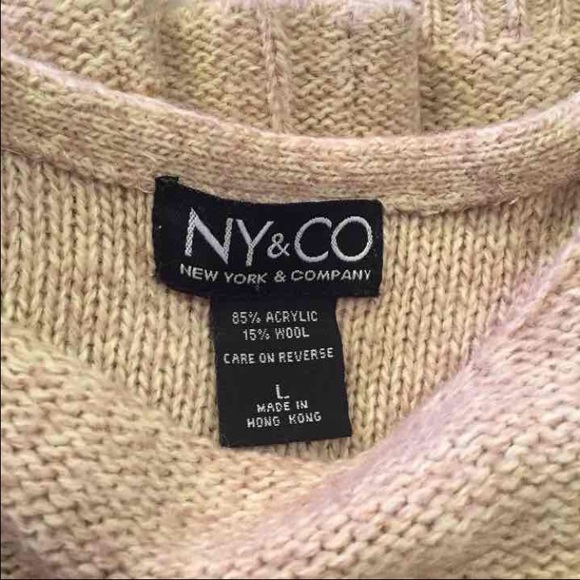 NY&CO
NEW YORK & COMPANY
85% ACRYLIC
15% WOOL
CARE ON REVERSE
L
MADE IN
HONG KONG